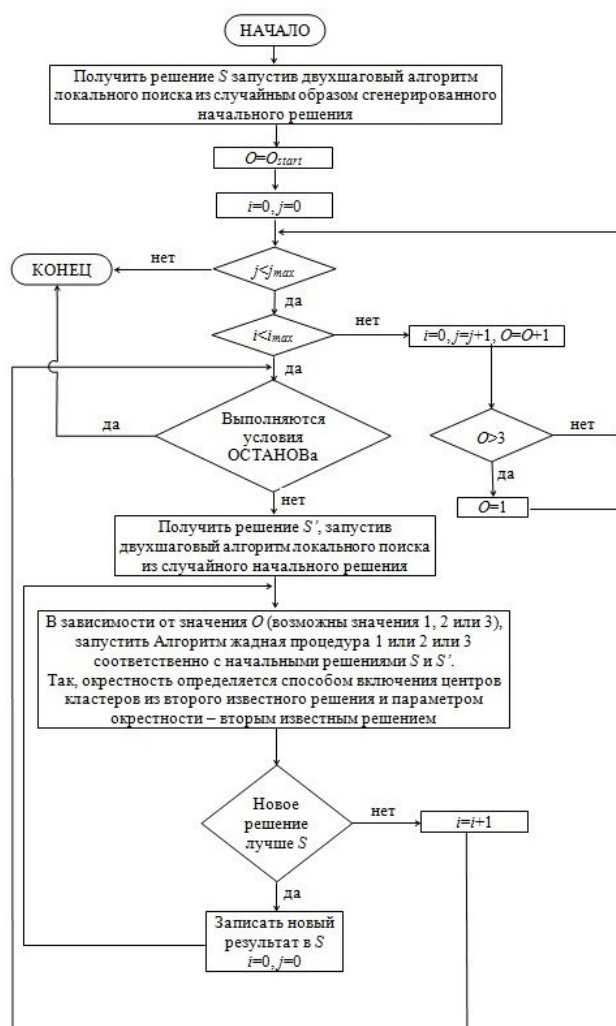 НАЧАЛО
Получить решение S запустив двухшаговый алгоритм
локального поиска из случайным образом сгенерированного
начального решения
O=Ostart
i=0, j=0
нет
КОНЕЦ
j<jmax
да
i<imax
нет
i=0, j=j+1, O=O+1
да
Выполняются
условия
ОСТАНОВа
да
O>3
нет
да
нет
O=1
Получить решение S’, запустив
двухшаговый алгоритм локального поиска
из случайного начального решения
В зависимости от значения O (возможны значения 1, 2 или 3),
запустить Алгоритм жадная процедура 1 или 2 или 3
соответственно с начальными решениями S и S’.
Так, окрестность определяется способом включения центров
кластеров из второго известного решения и параметром
окрестности – вторым известным решением
Новое
решение
лучше S
нет
i=i+1
да
Записать новый
результат в S
i=0, j=0